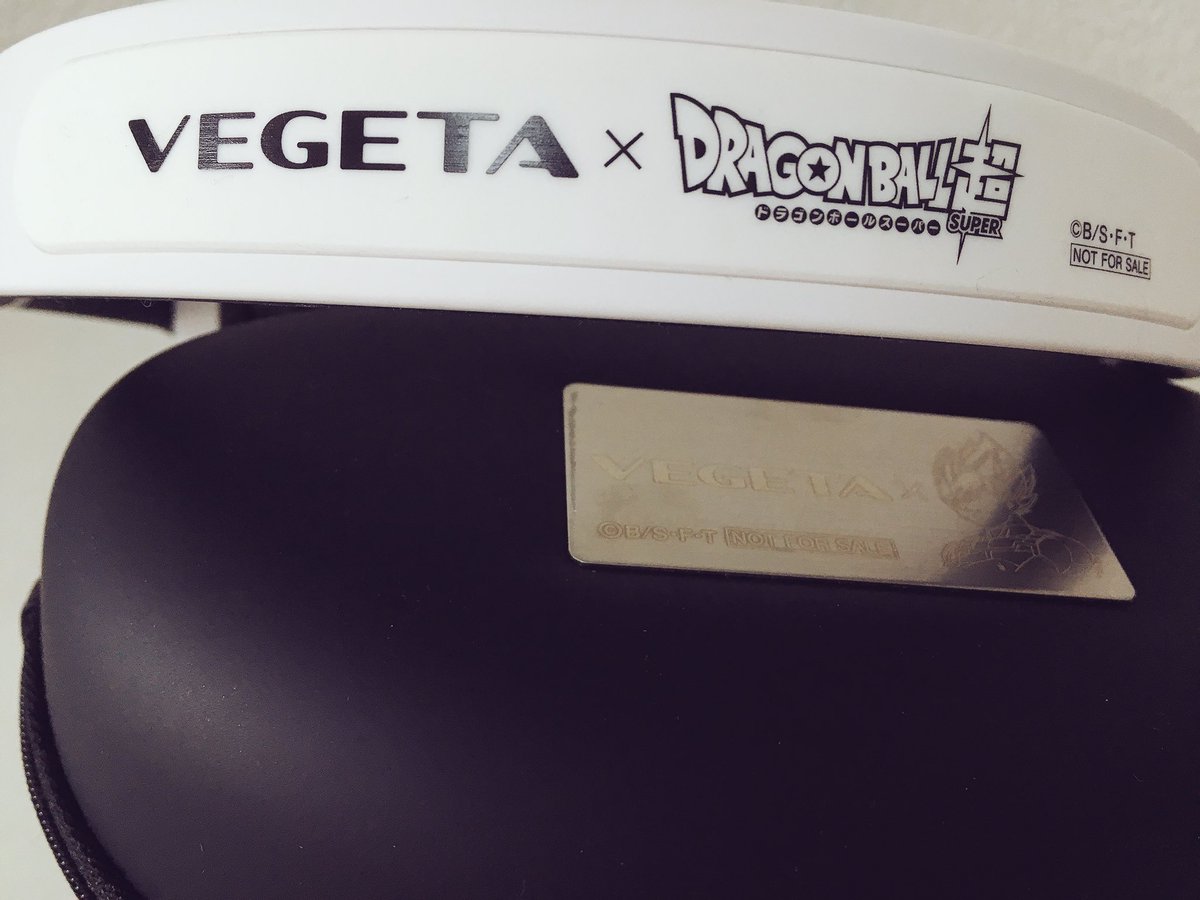 VEGETA × DRAGONBALL超
ドラゴンボールスーパー SUPER
©B/S・F・T
NOT FOR SALE
VEGETA×
©B/S・F・T NOT FOR SALE